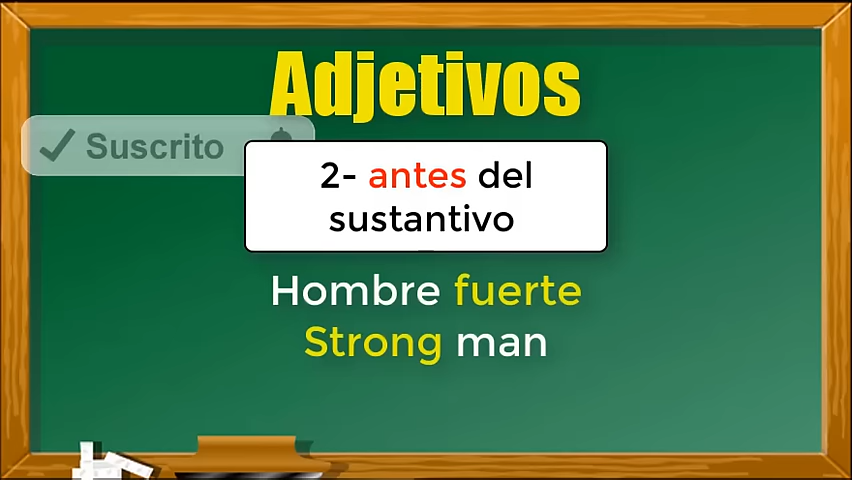 Adjetivos
Suscrito
2- antes del
sustantivo
Hombre fuerte
Strong man